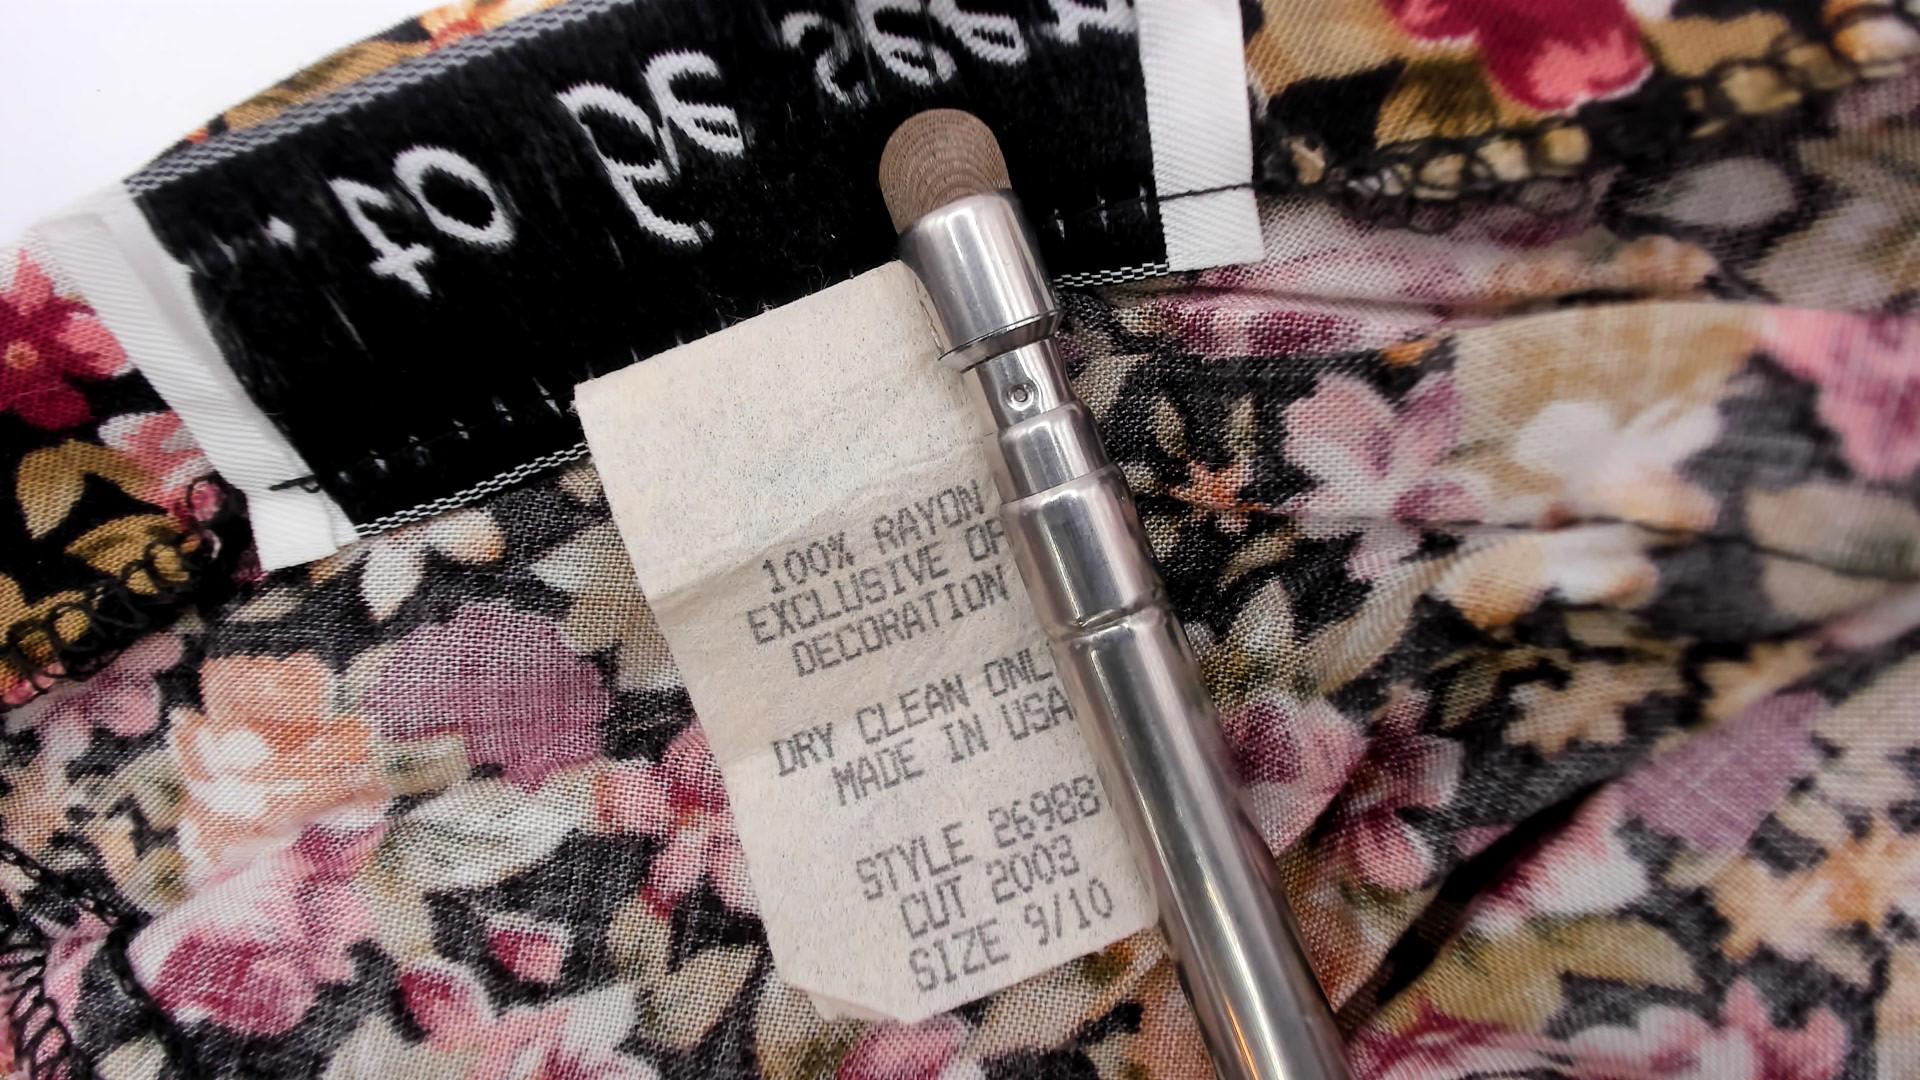 100% RAYON
EXCLUSIVE OF
DECORATION
DRY CLEAN ONL
MADE IN USA
STYLE 26988
CUT 2003
SIZE 9/10